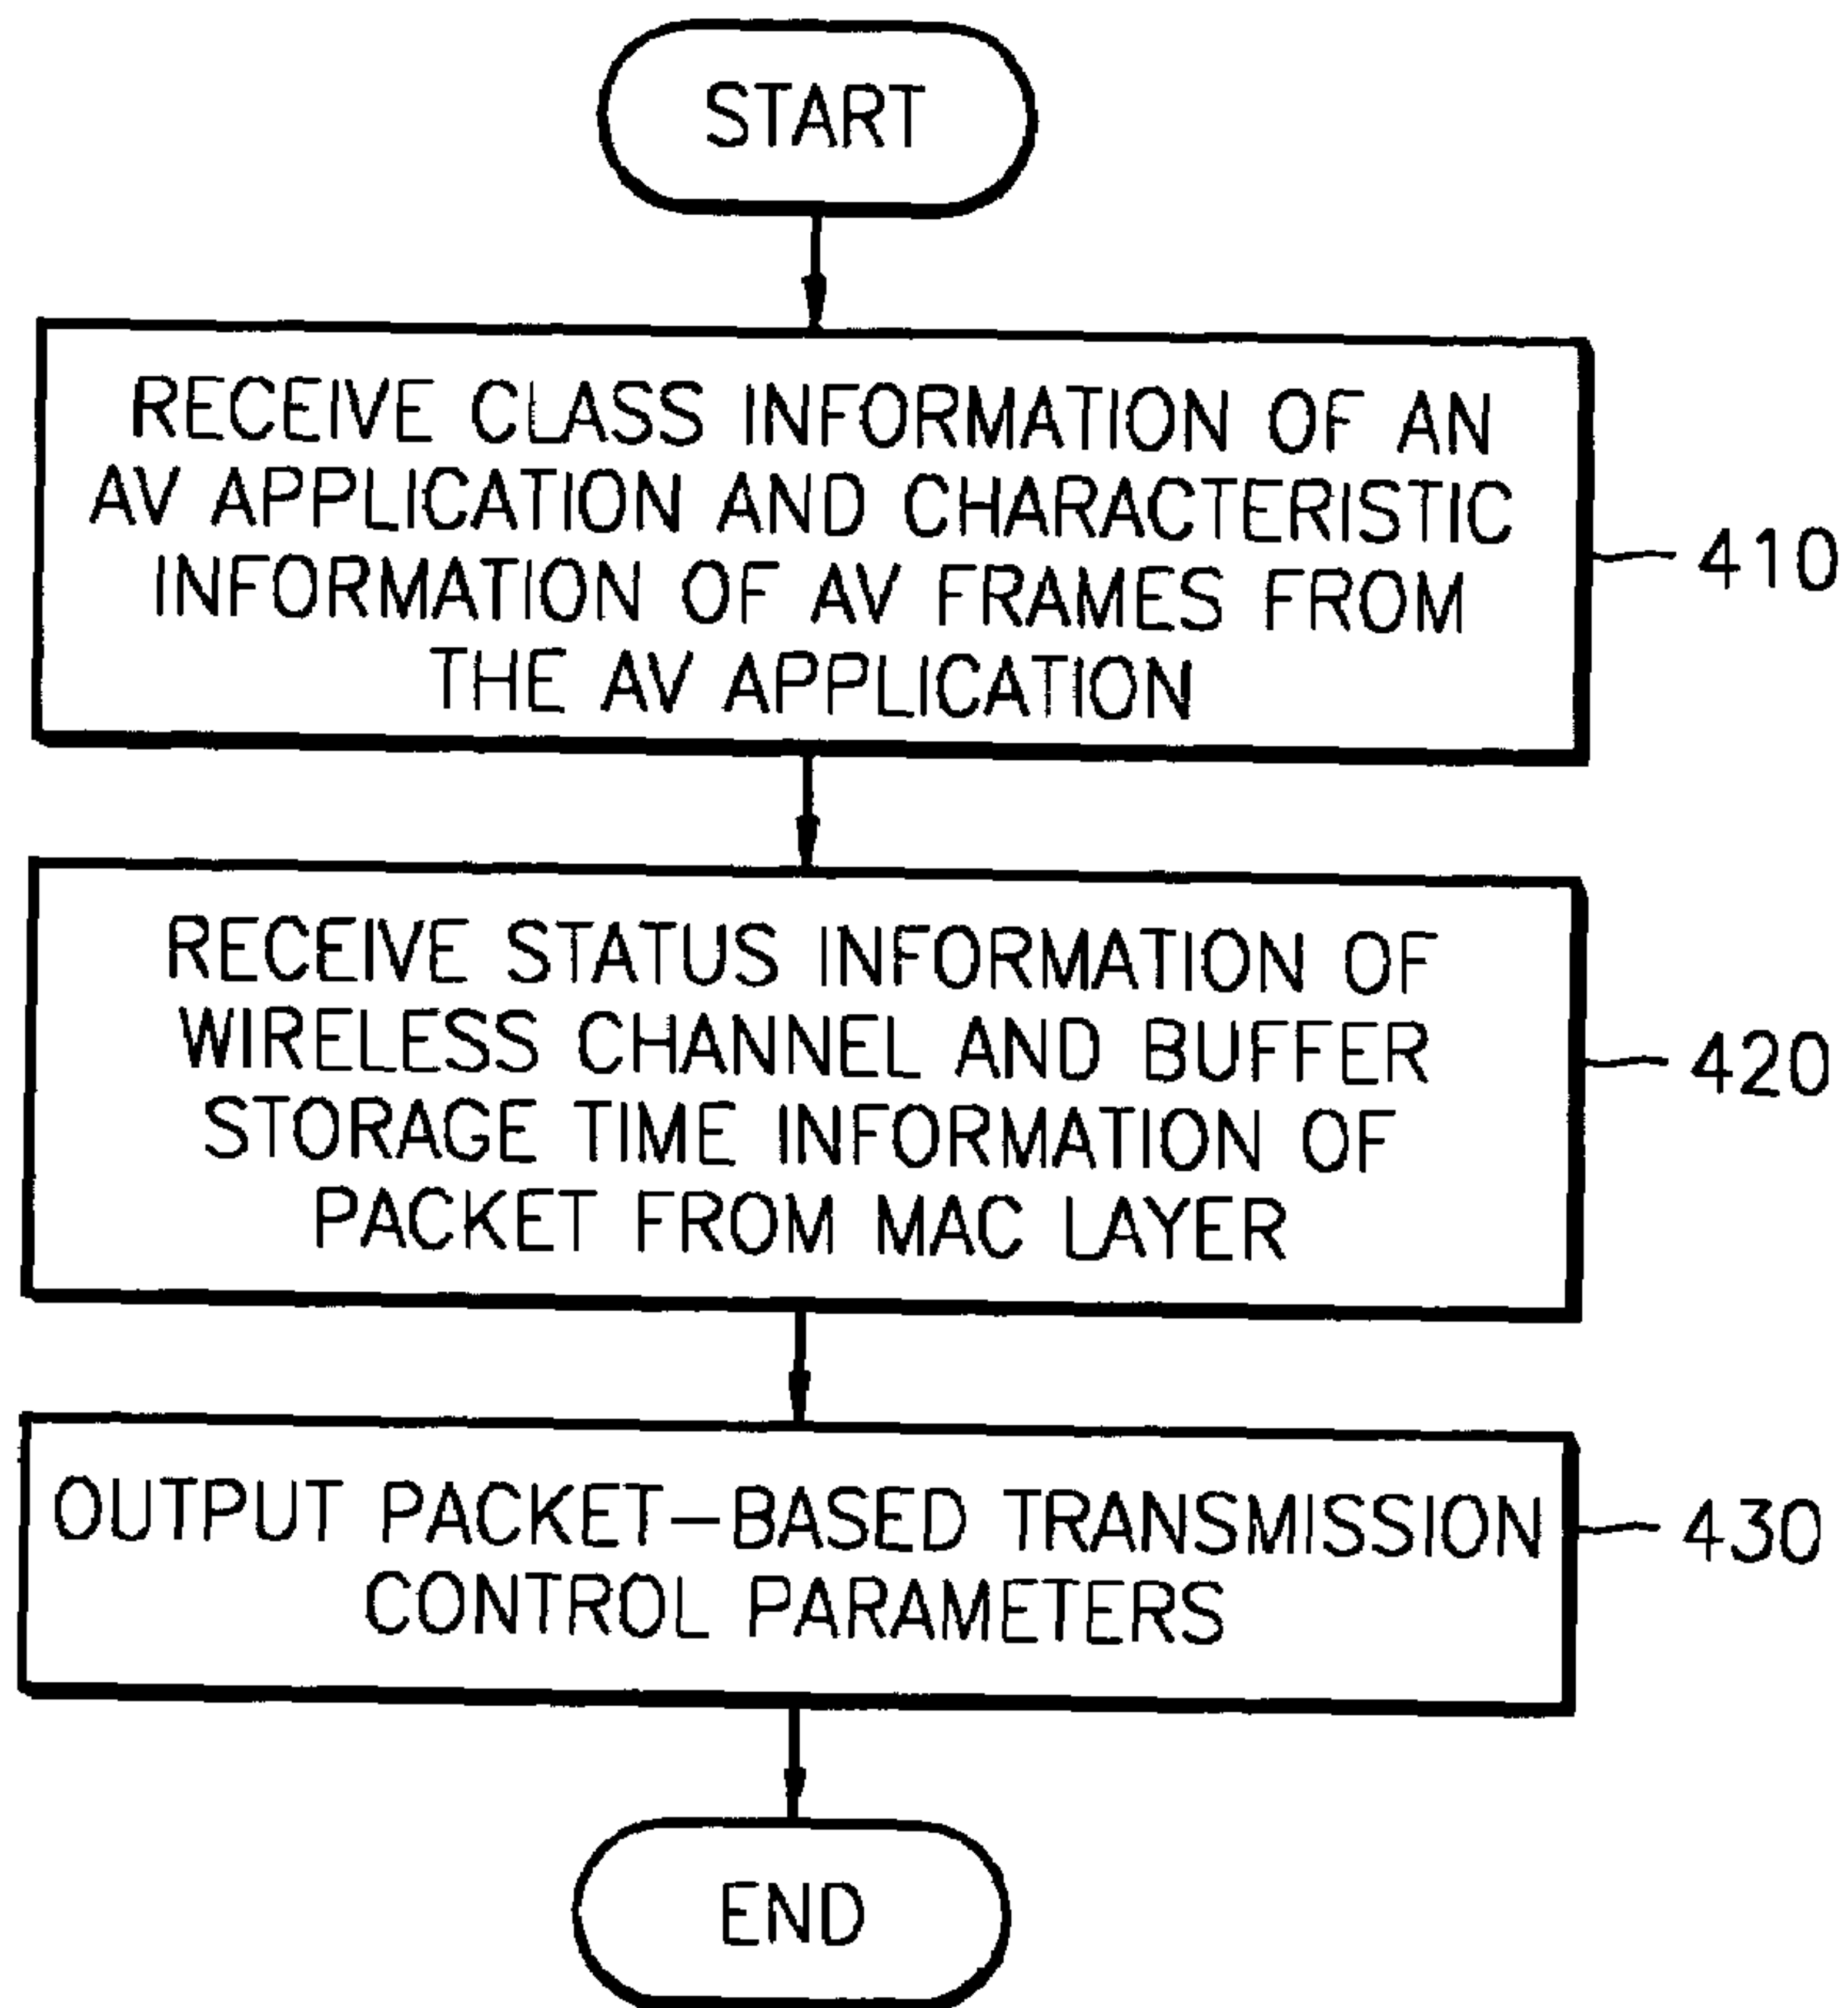 START
RECEIVE CLASS INFORMATION OF AN
AV APPLICATION AND CHARACTERISTIC
INFORMATION OF AV FRAMES FROM
THE AV APPLICATION
410
RECEIVE STATUS INFORMATION OF
WIRELESS CHANNEL AND BUFFER
STORAGE TIME INFORMATION OF
PACKET FROM MAC LAYER
420
OUTPUT PACKET-BASED TRANSMISSION
CONTROL PARAMETERS
430
END